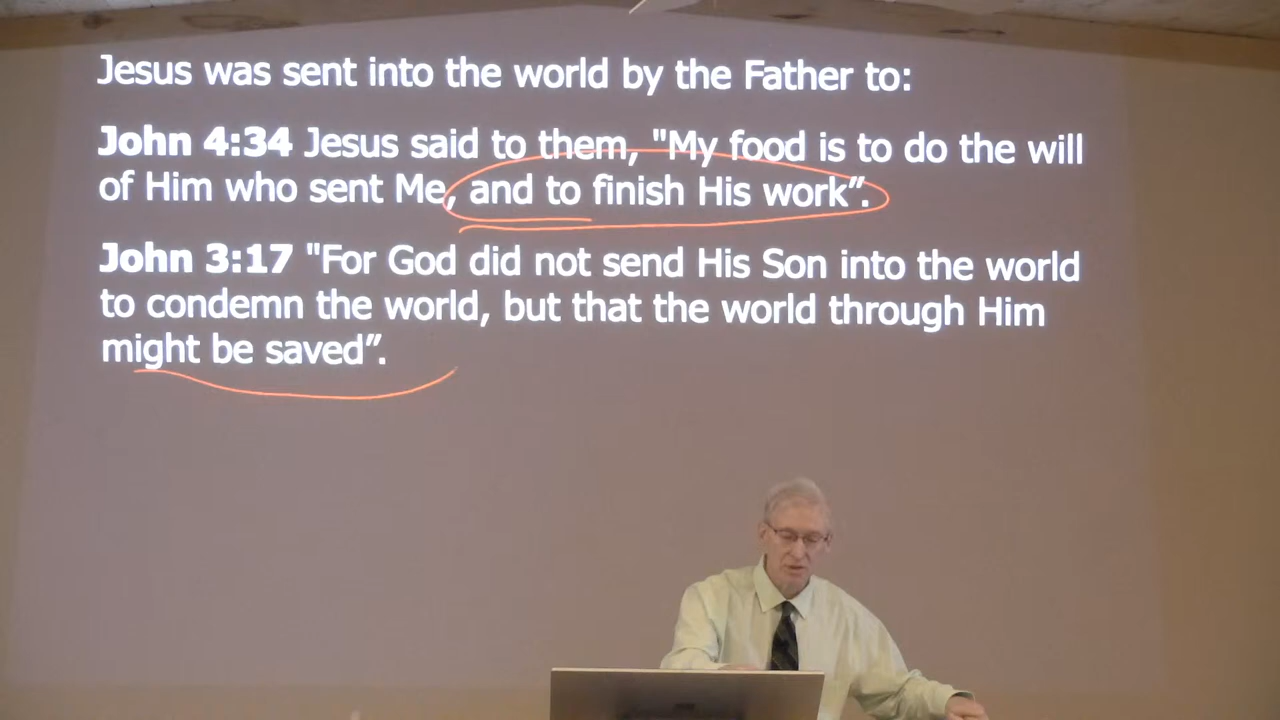 Jesus was sent into the world by the Father to:
John 4:34 Jesus said to them, "My food is to do the will
of Him who sent Me, and to finish His work”.
John 3:17 "For God did not send His Son into the world
to condemn the world, but that the world through Him
might be saved”.